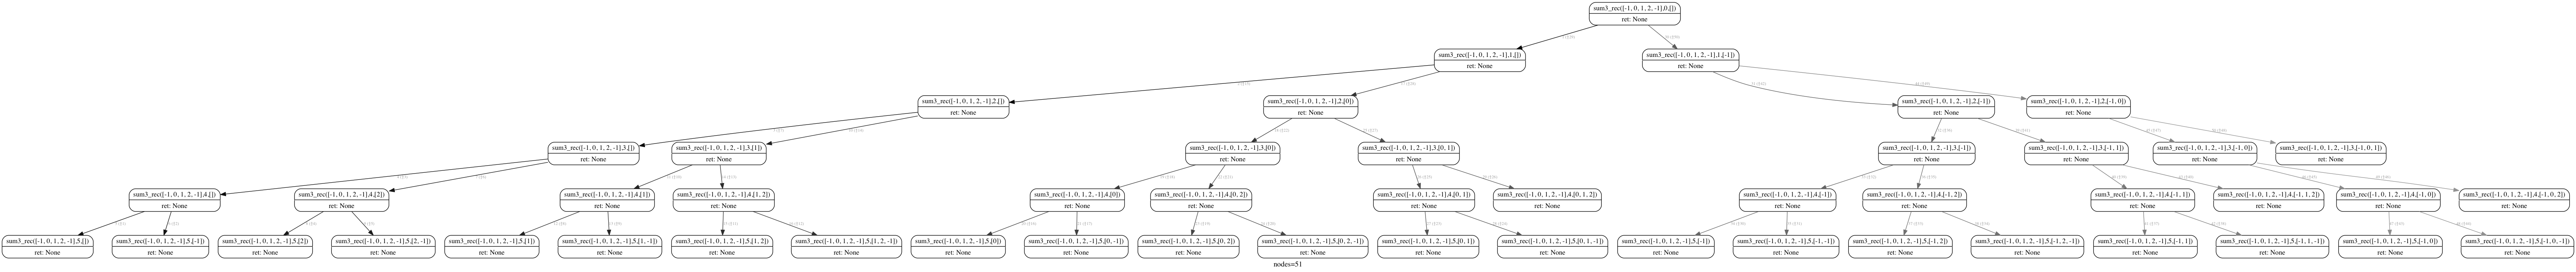 sum3_rec([-1, 0, 1, 2, -1],0,[])
ret: None
sum3_rec([-1, 0, 1, 2, -1],1,[])
ret: None
sum3_rec([-1, 0, 1, 2, -1],1,[-1])
ret: None
sum3_rec([-1, 0, 1, 2, -1],2,[])
ret: None
sum3_rec([-1, 0, 1, 2, -1],2,[0])
ret: None
sum3_rec([-1, 0, 1, 2, -1],2,[-1])
ret: None
sum3_rec([-1, 0, 1, 2, -1],2,[-1, 0])
ret: None
sum3_rec([-1, 0, 1, 2, -1],3,[])
ret: None
sum3_rec([-1, 0, 1, 2, -1],3,[1])
ret: None
sum3_rec([-1, 0, 1, 2, -1],3,[0])
ret: None
sum3_rec([-1, 0, 1, 2, -1],3,[0, 1])
ret: None
sum3_rec([-1, 0, 1, 2, -1],3,[-1])
ret: None
sum3_rec([-1, 0, 1, 2, -1],3,[-1, 1])
ret: None
sum3_rec([-1, 0, 1, 2, -1],3,[-1, 0])
ret: None
sum3_rec([-1, 0, 1, 2, -1],3,[-1, 0, 1])
ret: None
sum3_rec([-1, 0, 1, 2, -1],4,[])
ret: None
sum3_rec([-1, 0, 1, 2, -1],4,[2])
ret: None
sum3_rec([-1, 0, 1, 2, -1],4,[1])
ret: None
sum3_rec([-1, 0, 1, 2, -1],4,[1, 2])
ret: None
sum3_rec([-1, 0, 1, 2, -1],4,[0])
ret: None
sum3_rec([-1, 0, 1, 2, -1],4,[0, 2])
ret: None
sum3_rec([-1, 0, 1, 2, -1],4,[0, 1])
ret: None
sum3_rec([-1, 0, 1, 2, -1],4,[0, 1, 2])
ret: None
sum3_rec([-1, 0, 1, 2, -1],4,[-1])
ret: None
sum3_rec([-1, 0, 1, 2, -1],4,[-1, 2])
ret: None
sum3_rec([-1, 0, 1, 2, -1],4,[-1, 1])
ret: None
sum3_rec([-1, 0, 1, 2, -1],4,[-1, 1, 2])
ret: None
sum3_rec([-1, 0, 1, 2, -1],4,[-1, 0])
ret: None
sum3_rec([-1, 0, 1, 2, -1],4,[-1, 0, 2])
ret: None
sum3_rec([-1, 0, 1, 2, -1],5,[])
ret: None
sum3_rec([-1, 0, 1, 2, -1],5,[-1])
ret: None
sum3_rec([-1, 0, 1, 2, -1],5,[2])
ret: None
sum3_rec([-1, 0, 1, 2, -1],5,[2, -1])
ret: None
sum3_rec([-1, 0, 1, 2, -1],5,[1])
ret: None
sum3_rec([-1, 0, 1, 2, -1],5,[1, -1])
ret: None
sum3_rec([-1, 0, 1, 2, -1],5,[1, 2])
ret: None
sum3_rec([-1, 0, 1, 2, -1],5,[1, 2, -1])
ret: None
sum3_rec([-1, 0, 1, 2, -1],5,[0])
ret: None
sum3_rec([-1, 0, 1, 2, -1],5,[0, -1])
ret: None
sum3_rec([-1, 0, 1, 2, -1],5,[0, 2])
ret: None
sum3_rec([-1, 0, 1, 2, -1],5,[0, 2, -1])
ret: None
sum3_rec([-1, 0, 1, 2, -1],5,[0, 1])
ret: None
sum3_rec([-1, 0, 1, 2, -1],5,[0, 1, -1])
ret: None
sum3_rec([-1, 0, 1, 2, -1],5,[-1])
ret: None
sum3_rec([-1, 0, 1, 2, -1],5,[-1, -1])
ret: None
sum3_rec([-1, 0, 1, 2, -1],5,[-1, 2])
ret: None
sum3_rec([-1, 0, 1, 2, -1],5,[-1, 2, -1])
ret: None
sum3_rec([-1, 0, 1, 2, -1],5,[-1, 1])
ret: None
sum3_rec([-1, 0, 1, 2, -1],5,[-1, 1, -1])
ret: None
sum3_rec([-1, 0, 1, 2, -1],5,[-1, 0])
ret: None
sum3_rec([-1, 0, 1, 2, -1],5,[-1, 0, -1])
ret: None
nodes=51